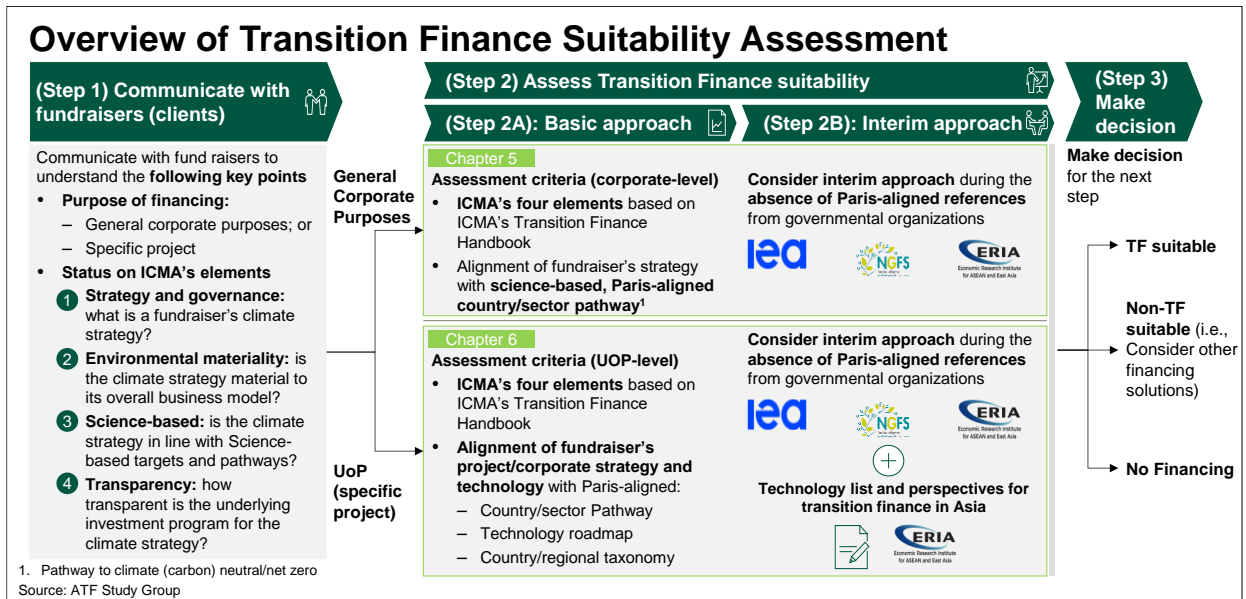 Overview of Transition Finance Suitability Assessment
(Step 1) Communicate with
fundraisers (clients)
Communicate with fund raisers to
understand the following key points
• Purpose of financing:
– General corporate purposes; or
– Specific project
• Status on ICMA's elements
1 Strategy and governance:
what is a fundraiser's climate
strategy?
2 Environmental materiality: is
the climate strategy material to
its overall business model?
3 Science-based: is the climate
strategy in line with Science-
based targets and pathways?
4 Transparency: how
transparent is the underlying
investment program for the
climate strategy?
General
Corporate
Purposes
UoP
(specific
project)
(Step 2) Assess Transition Finance suitability
(Step 2A): Basic approach
(Step 2B): Interim approach
Chapter 5
Assessment criteria (corporate-level)
• ICMA's four elements based on
ICMA's Transition Finance
Handbook
• Alignment of fundraiser's strategy
with science-based, Paris-aligned
country/sector pathway1
Consider interim approach during the
absence of Paris-aligned references
from governmental organizations
iea
NGFS
ERIA
Economic Research Institute
for ASEAN and East Asia
Chapter 6
Assessment criteria (UOP-level)
• ICMA's four elements based on
ICMA's Transition Finance
Handbook
• Alignment of fundraiser's
project/corporate strategy and
technology with Paris-aligned:
– Country/sector Pathway
– Technology roadmap
– Country/regional taxonomy
Consider interim approach during the
absence of Paris-aligned references
from governmental organizations
iea
NGFS
ERIA
Economic Research Institute
for ASEAN and East Asia
Technology list and perspectives for
transition finance in Asia
ERIA
Economic Research Institute
for ASEAN and East Asia
(Step 3)
Make
decision
Make decision
for the next
step
TF suitable
Non-TF
suitable (i.e.,
Consider other
financing
solutions)
No Financing
1. Pathway to climate (carbon) neutral/net zero
Source: ATF Study Group